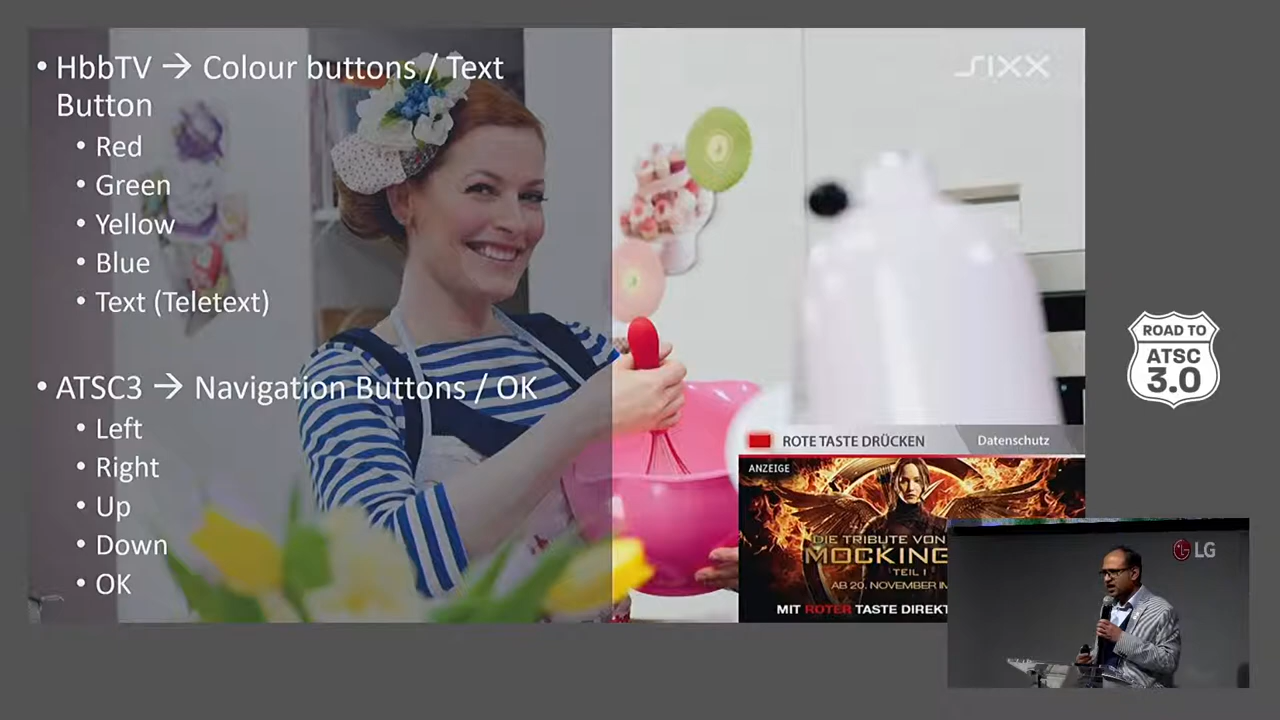 • HbbTV → Colour buttons / Text
Button
• Red
• Green
• Yellow
• Blue
• Text (Teletext)
• ATSC3 → Navigation Buttons / OK
• Left
• Right
• Up
• Down
• OK
SIXX
ROTE TASTE DRÜCKEN
Datenschutz
ANZEIGE
DIE TRIBUTE VON
MOCKING
TEIL I
AB 20. NOVEMBER IM
MIT ROTER TASTE DIREKT
ROAD TO
ATSC
3.0
LG